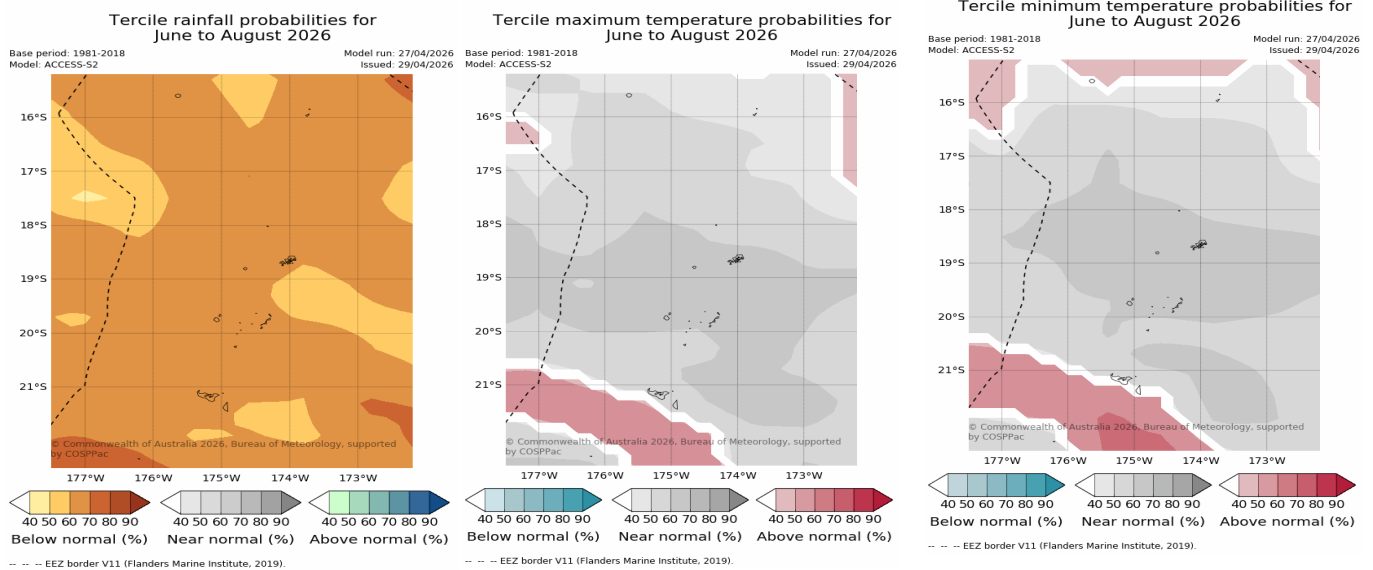 Tercile rainfall probabilities for
June to August 2026
Base period: 1981-2018
Model run: 27/04/2026
Model: ACCESS-S2
Issued: 29/04/2026
16°S
17°S
18°S
19°S
20°S
21°S
© Commonwealth of Australia 2026, Bureau of Meteorology, supported
by COSPPac
177°W 176°W 175°W 174°W 173°W
40 50 60 70 80 90
Below normal (%)
40 50 60 70 80 90
Near normal (%)
40 50 60 70 80 90
Above normal (%)
-- -- -- EEZ border V11 (Flanders Marine Institute, 2019).
Tercile maximum temperature probabilities for
June to August 2026
Base period: 1981-2018
Model run: 27/04/2026
Model: ACCESS-S2
Issued: 29/04/2026
16°S
17°S
18°S
19°S
20°S
21°S
© Commonwealth of Australia 2026, Bureau of Meteorology, supported
by COSPPac
177°W 176°W 175°W 174°W 173°W
40 50 60 70 80 90
Below normal (%)
40 50 60 70 80 90
Near normal (%)
40 50 60 70 80 90
Above normal (%)
-- -- -- EEZ border V11 (Flanders Marine Institute, 2019).
Tercile minimum temperature probabilities for
June to August 2026
Base period: 1981-2018
Model run: 27/04/2026
Model: ACCESS-S2
Issued: 29/04/2026
16°S
17°S
18°S
19°S
20°S
21°S
© Commonwealth of Australia 2026, Bureau of Meteorology, supported
by COSPPac
177°W 176°W 175°W 174°W 173°W
40 50 60 70 80 90
Below normal (%)
40 50 60 70 80 90
Near normal (%)
40 50 60 70 80 90
Above normal (%)
-- -- -- EEZ border V11 (Flanders Marine Institute, 2019).